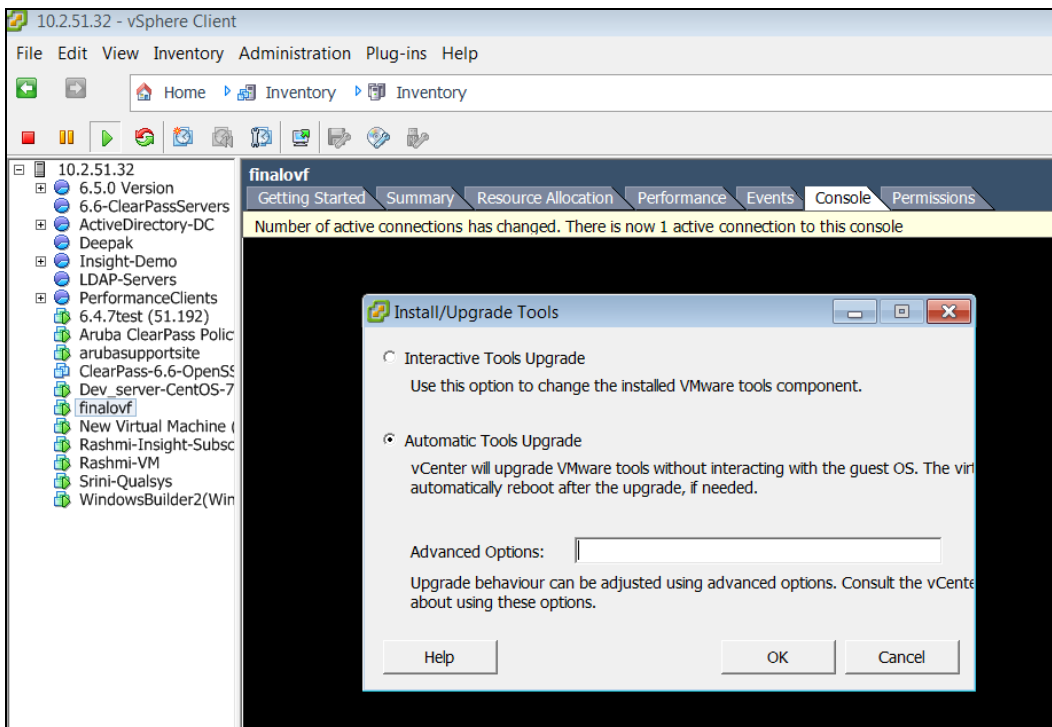 10.2.51.32 - vSphere Client
File Edit View Inventory Administration Plug-ins Help
Home Inventory Inventory
10.2.51.32
6.5.0 Version
6.6-ClearPassServers
ActiveDirectory-DC
Deepak
Insight-Demo
LDAP-Servers
PerformanceClients
6.4.7test (51.192)
Aruba ClearPass Polic
arubasupportsite
ClearPass-6.6-OpenSS
Dev_server-CentOS-7
finalovf
New Virtual Machine (
Rashmi-Insight-Subsc
Rashmi-VM
Srini-Qualsys
WindowsBuilder2(Win
finalovf
Getting Started Summary Resource Allocation Performance Events Console Permissions
Number of active connections has changed. There is now 1 active connection to this console
Install/Upgrade Tools
Interactive Tools Upgrade
Use this option to change the installed VMware tools component.
Automatic Tools Upgrade
vCenter will upgrade VMware tools without interacting with the guest OS. The virt
automatically reboot after the upgrade, if needed.
Advanced Options:
Upgrade behaviour can be adjusted using advanced options. Consult the vCente
about using these options.
Help OK Cancel